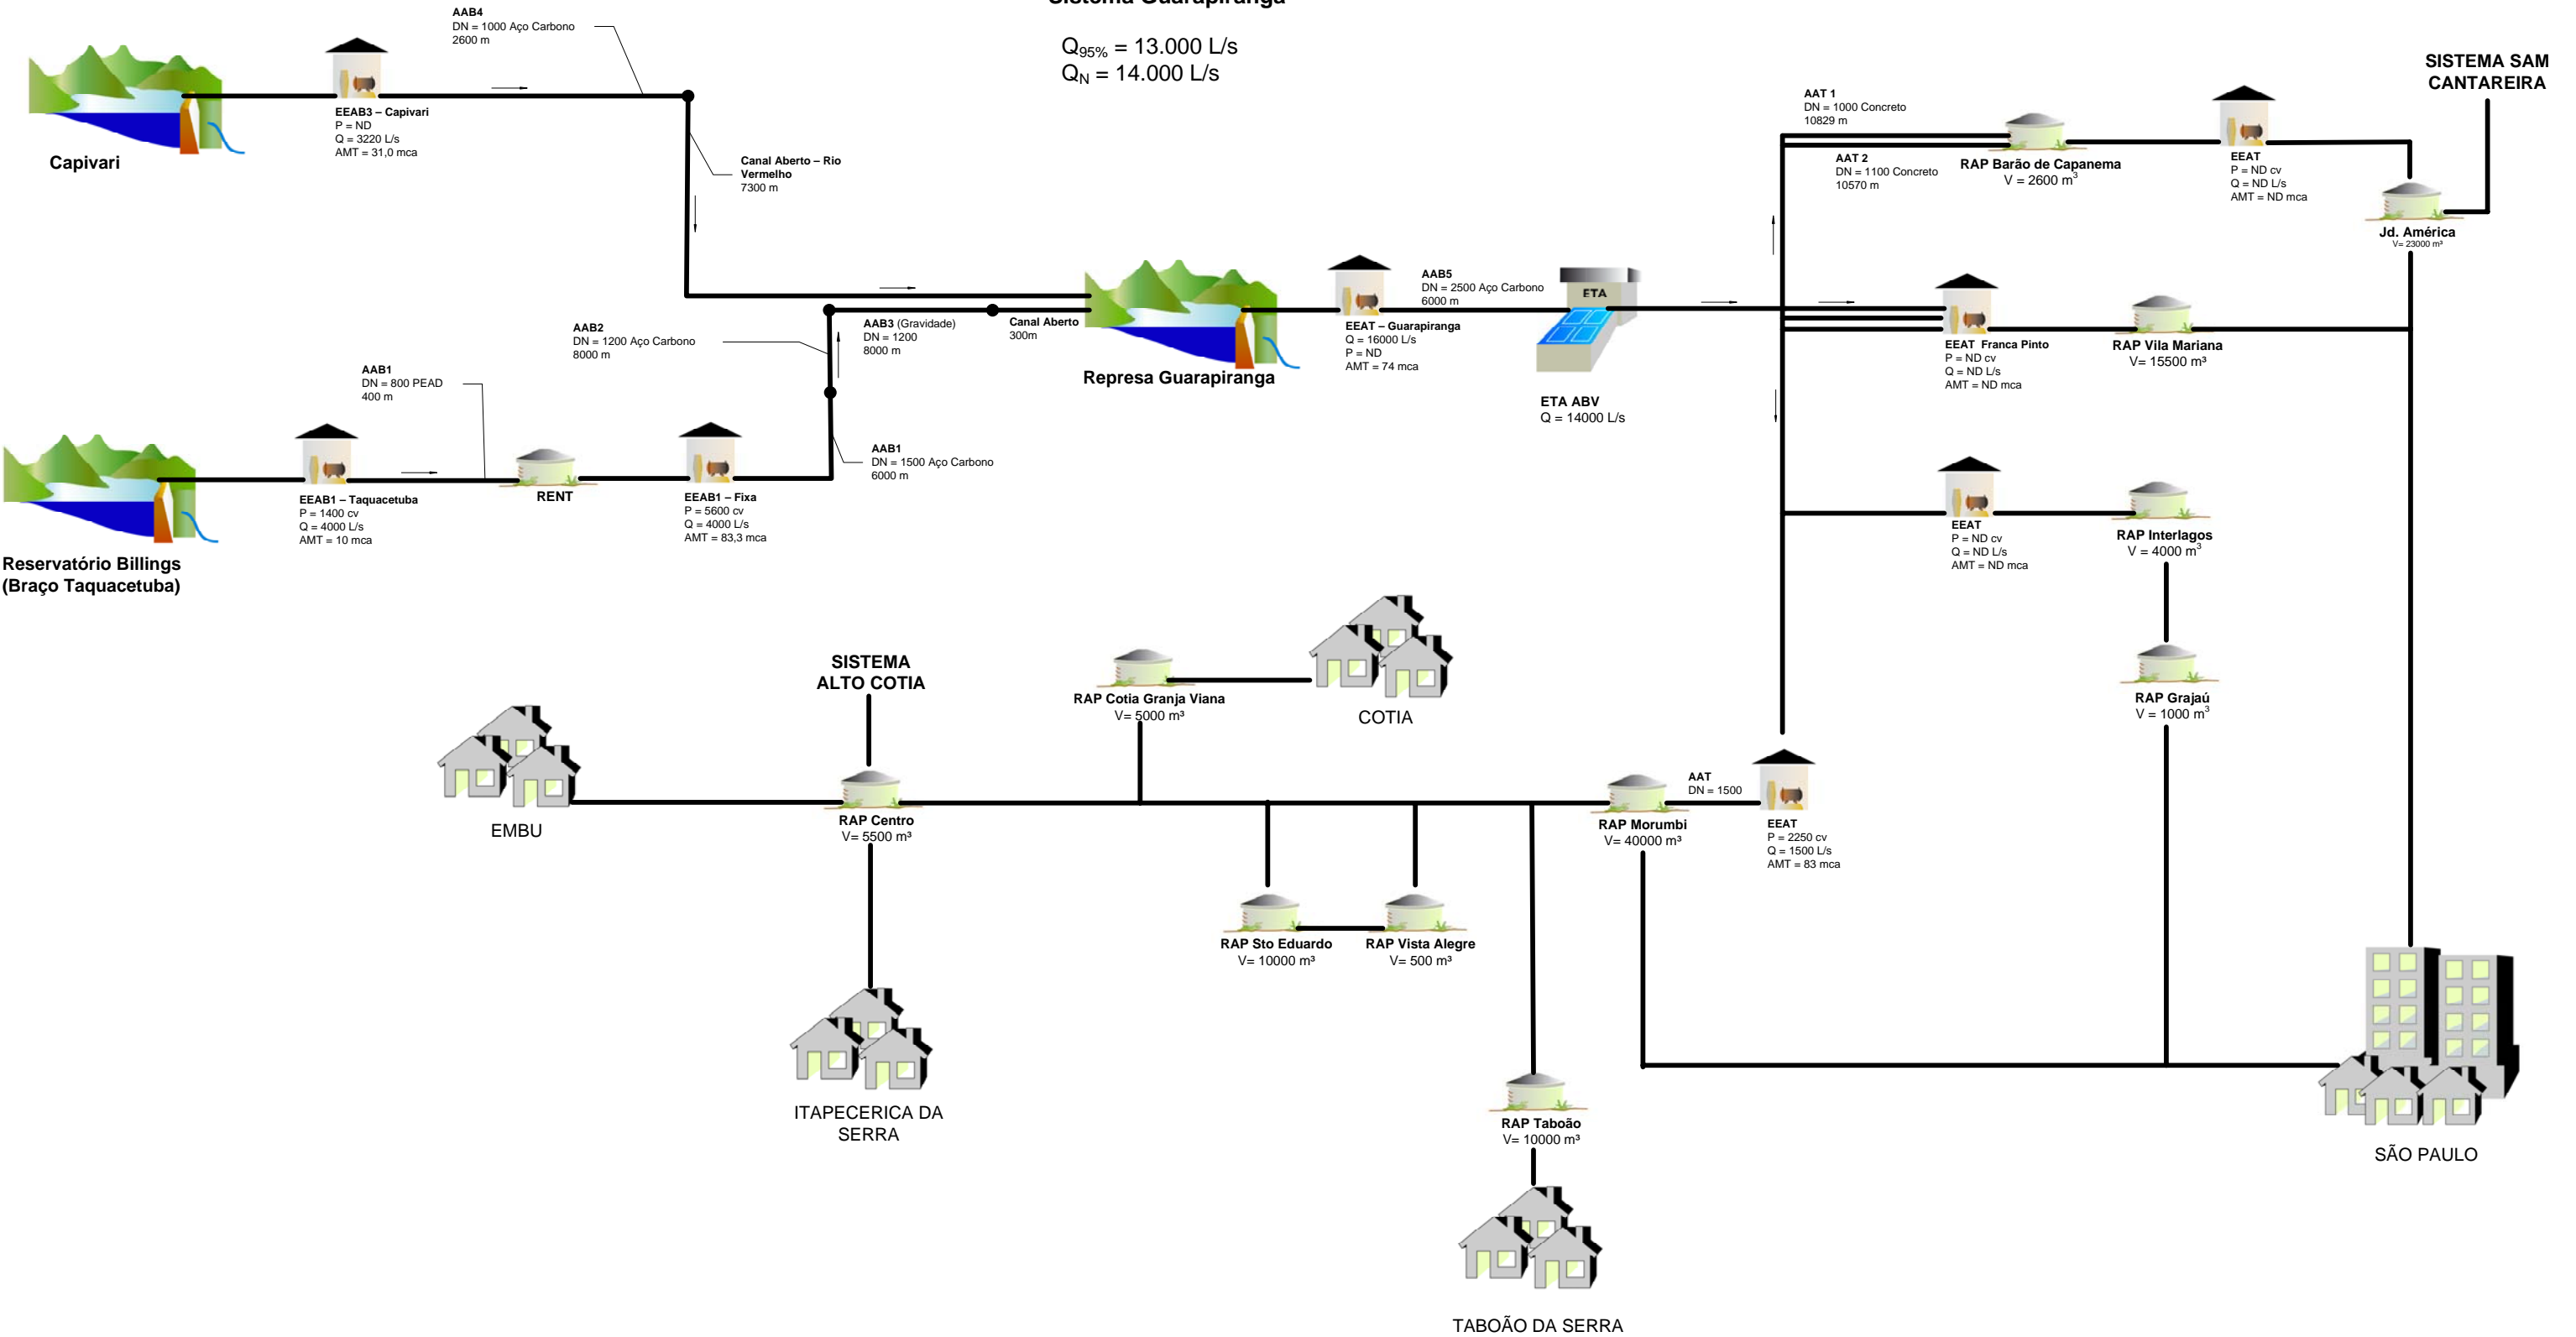 Sistema Guarapiranga
Q95% = 13.000 L/s
QN = 14.000 L/s
AAB4
DN = 1000 Aço Carbono
2600 m
EEAB3 – Capivari
P = ND
Q = 3220 L/s
AMT = 31,0 mca
Capivari
Canal Aberto – Rio
Vermelho
7300 m
SISTEMA SAM
CANTAREIRA
AAT 1
DN = 1000 Concreto
10829 m
AAT 2
DN = 1100 Concreto
10570 m
RAP Barão de Capanema
V = 2600 m3
EEAT
P = ND cv
Q = ND L/s
AMT = ND mca
Jd. América
V= 23000 m³
AAB2
DN = 1200 Aço Carbono
8000 m
AAB3 (Gravidade)
DN = 1200
8000 m
Canal Aberto
300m
Represa Guarapiranga
EEAT – Guarapiranga
Q = 16000 L/s
P = ND
AMT = 74 mca
AAB5
DN = 2500 Aço Carbono
6000 m
ETA
ETA ABV
Q = 14000 L/s
EEAT Franca Pinto
P = ND cv
Q = ND L/s
AMT = ND mca
RAP Vila Mariana
V= 15500 m³
AAB1
DN = 800 PEAD
400 m
Reservatório Billings
(Braço Taquacetuba)
EEAB1 – Taquacetuba
P = 1400 cv
Q = 4000 L/s
AMT = 10 mca
RENT
EEAB1 – Fixa
P = 5600 cv
Q = 4000 L/s
AMT = 83,3 mca
AAB1
DN = 1500 Aço Carbono
6000 m
EEAT
P = ND cv
Q = ND L/s
AMT = ND mca
RAP Interlagos
V = 4000 m3
RAP Grajaú
V = 1000 m3
SISTEMA
ALTO COTIA
RAP Cotia Granja Viana
V= 5000 m³
COTIA
EMBU
RAP Centro
V= 5500 m³
RAP Morumbi
V= 40000 m³
AAT
DN = 1500
EEAT
P = 2250 cv
Q = 1500 L/s
AMT = 83 mca
RAP Sto Eduardo
V= 10000 m³
RAP Vista Alegre
V= 500 m³
ITAPECERICA DA
SERRA
RAP Taboão
V= 10000 m³
SÃO PAULO
TABOÃO DA SERRA